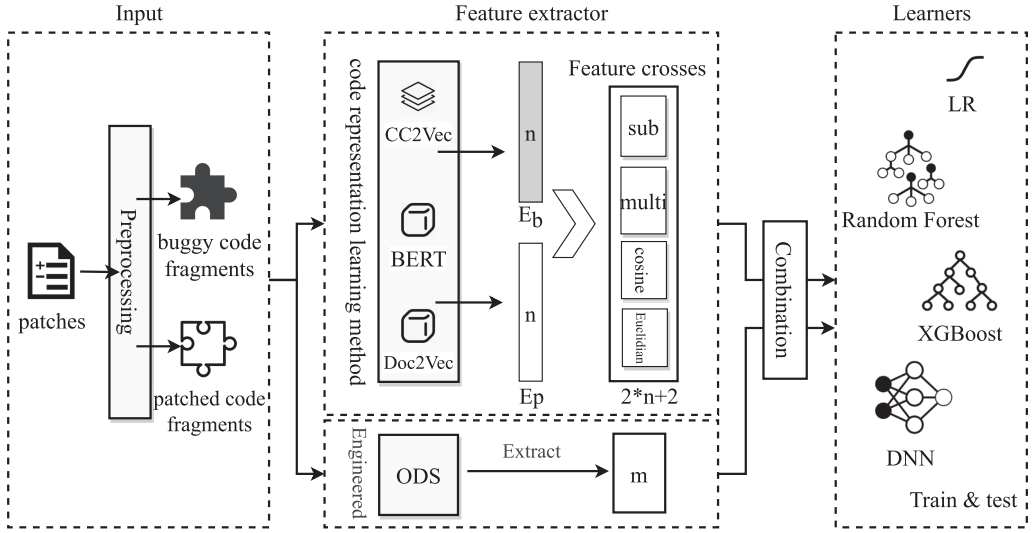 Input
Feature extractor
Learners
patches
Preprocessing
buggy code
fragments
patched code
fragments
code representation learning method
CC2Vec
BERT
Doc2Vec
n
Eb
n
Ep
Feature crosses
sub
multi
cosine
Euclidian
2*n+2
Engineered
ODS
Extract
m
Combination
LR
Random Forest
XGBoost
DNN
Train & test